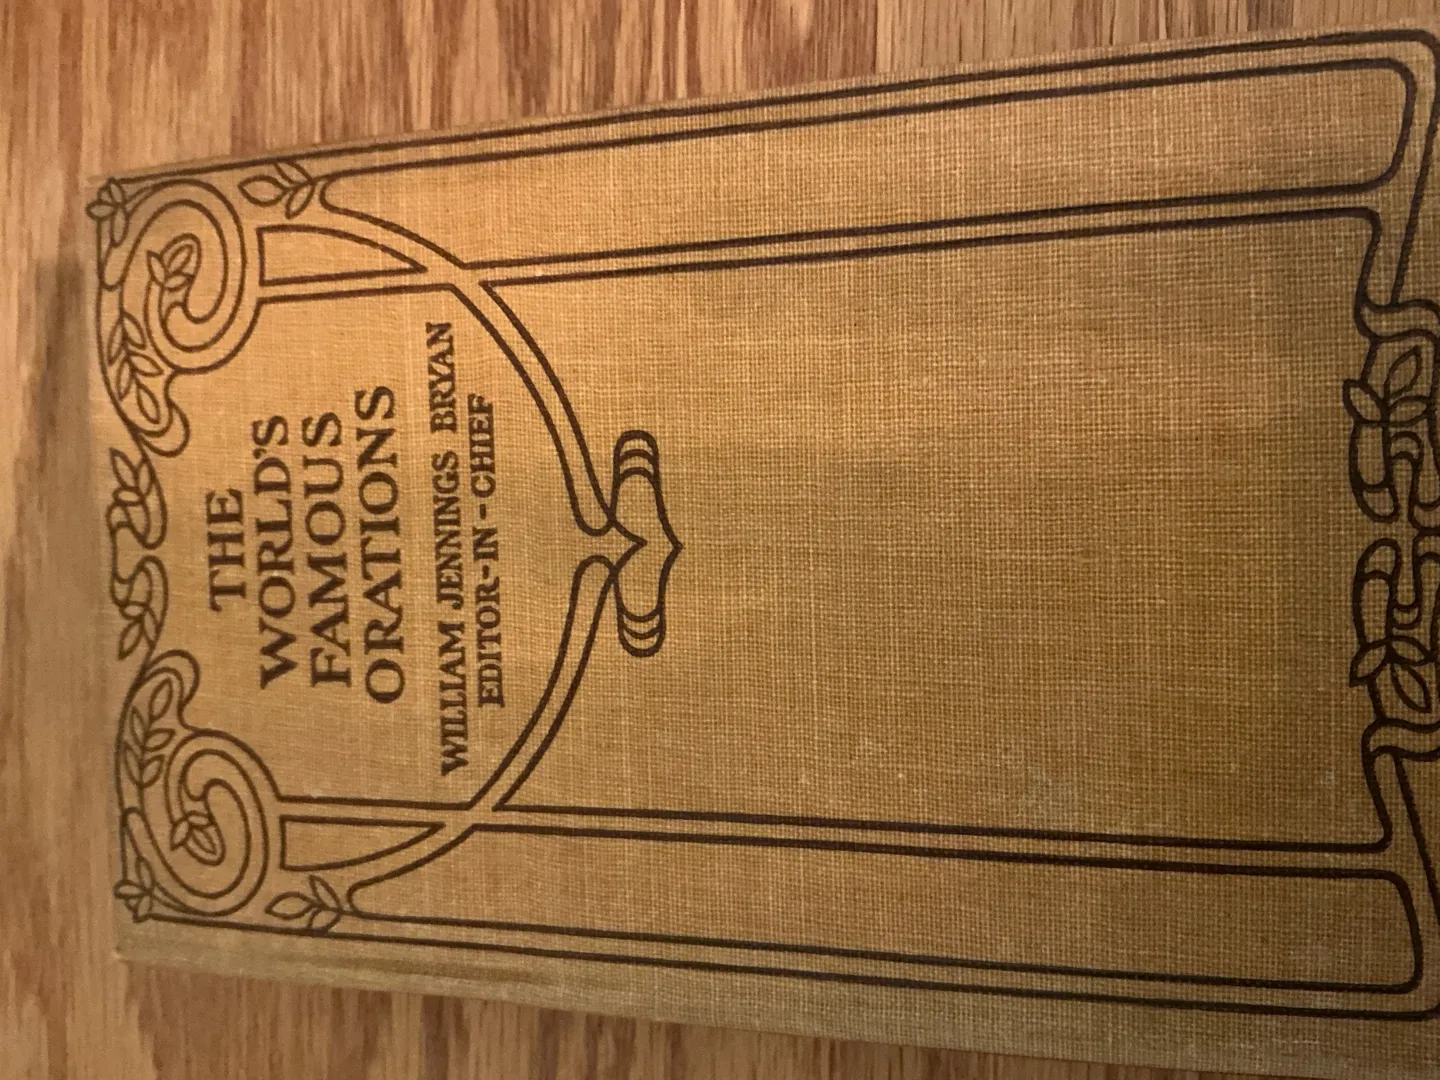 THE
WORLD'S
FAMOUS
ORATIONS
WILLIAM JENNINGS BRYAN
EDITOR-IN-CHIEF